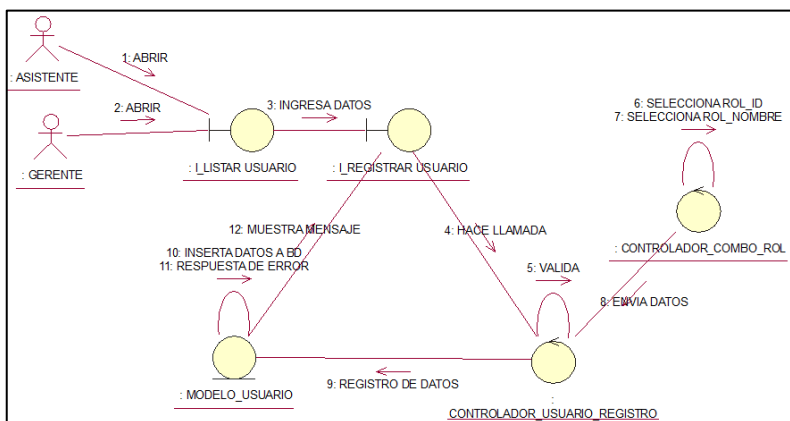 1: ABRIR
: ASISTENTE
2: ABRIR
: GERENTE
3: INGRESA DATOS
: I_LISTAR USUARIO
: I_REGISTRAR USUARIO
6: SELECCIONA ROL_ID
7: SELECCIONA ROL_NOMBRE
: CONTROLADOR_COMBO_ROL
12: MUESTRA MENSAJE
4: HACE LLAMADA
10: INSERTA DATOS A BD
11: RESPUESTA DE ERROR
5: VALIDA
8: ENVIA DATOS
: MODELO_USUARIO
9: REGISTRO DE DATOS
:
CONTROLADOR_USUARIO_REGISTRO